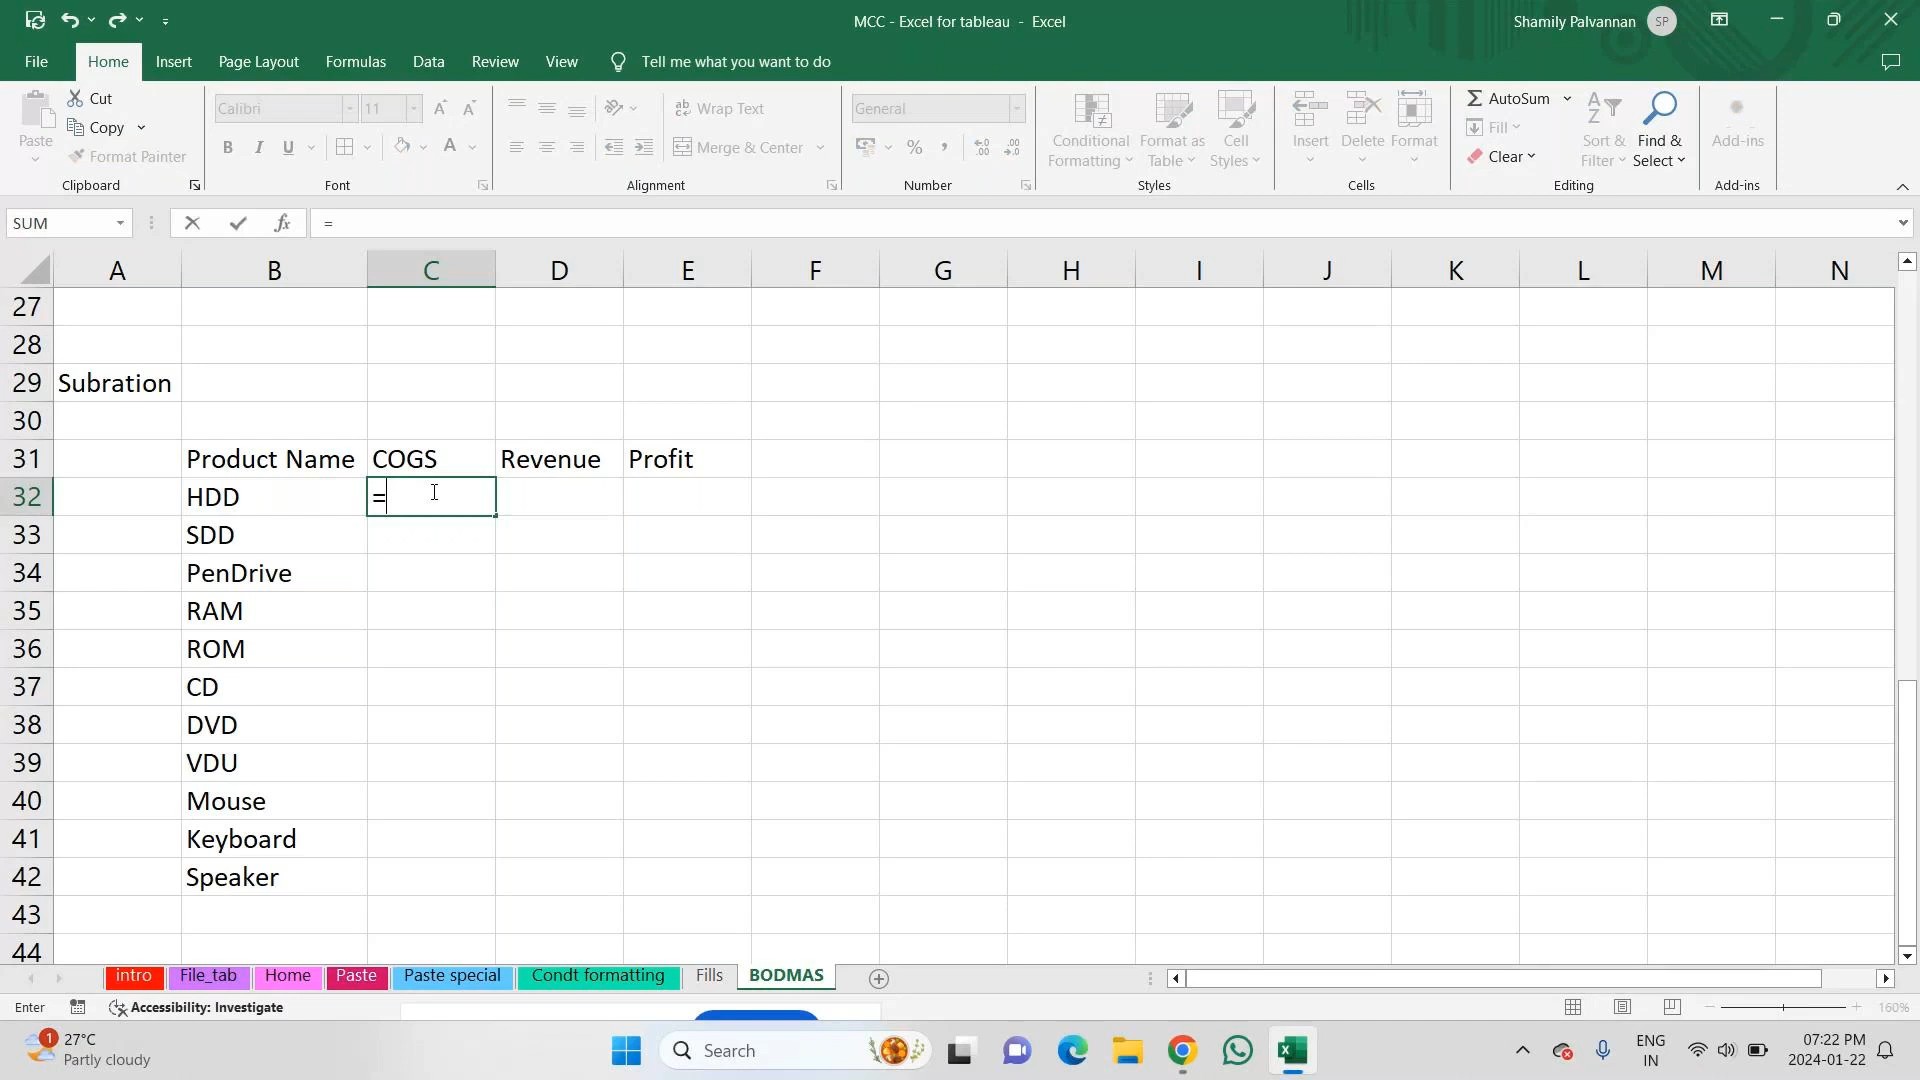 MCC - Excel for tableau - Excel
Shamily Palvannan
SP
File
Home
Insert
Page Layout
Formulas
Data
Review
View
Tell me what you want to do
Paste
Cut
Copy
Format Painter
Clipboard
Calibri
11
B
I
U
A
Font
Wrap Text
Merge & Center
Alignment
General
%
Number
Conditional Formatting
Format as Table
Cell Styles
Styles
Insert
Delete
Format
Cells
AutoSum
Fill
Clear
Sort & Filter
Find & Select
Editing
Add-ins
Add-ins
SUM
fx
=
A B C D E F G H I J K L M N
27
28
29 Subration
30
31 Product Name COGS Revenue Profit
32 HDD =
33 SDD
34 PenDrive
35 RAM
36 ROM
37 CD
38 DVD
39 VDU
40 Mouse
41 Keyboard
42 Speaker
43
44
intro
File_tab
Home
Paste
Paste special
Condt formatting
Fills
BODMAS
Enter
Accessibility: Investigate
160%
1
27°C
Partly cloudy
Search
ENG
IN
07:22 PM
2024-01-22